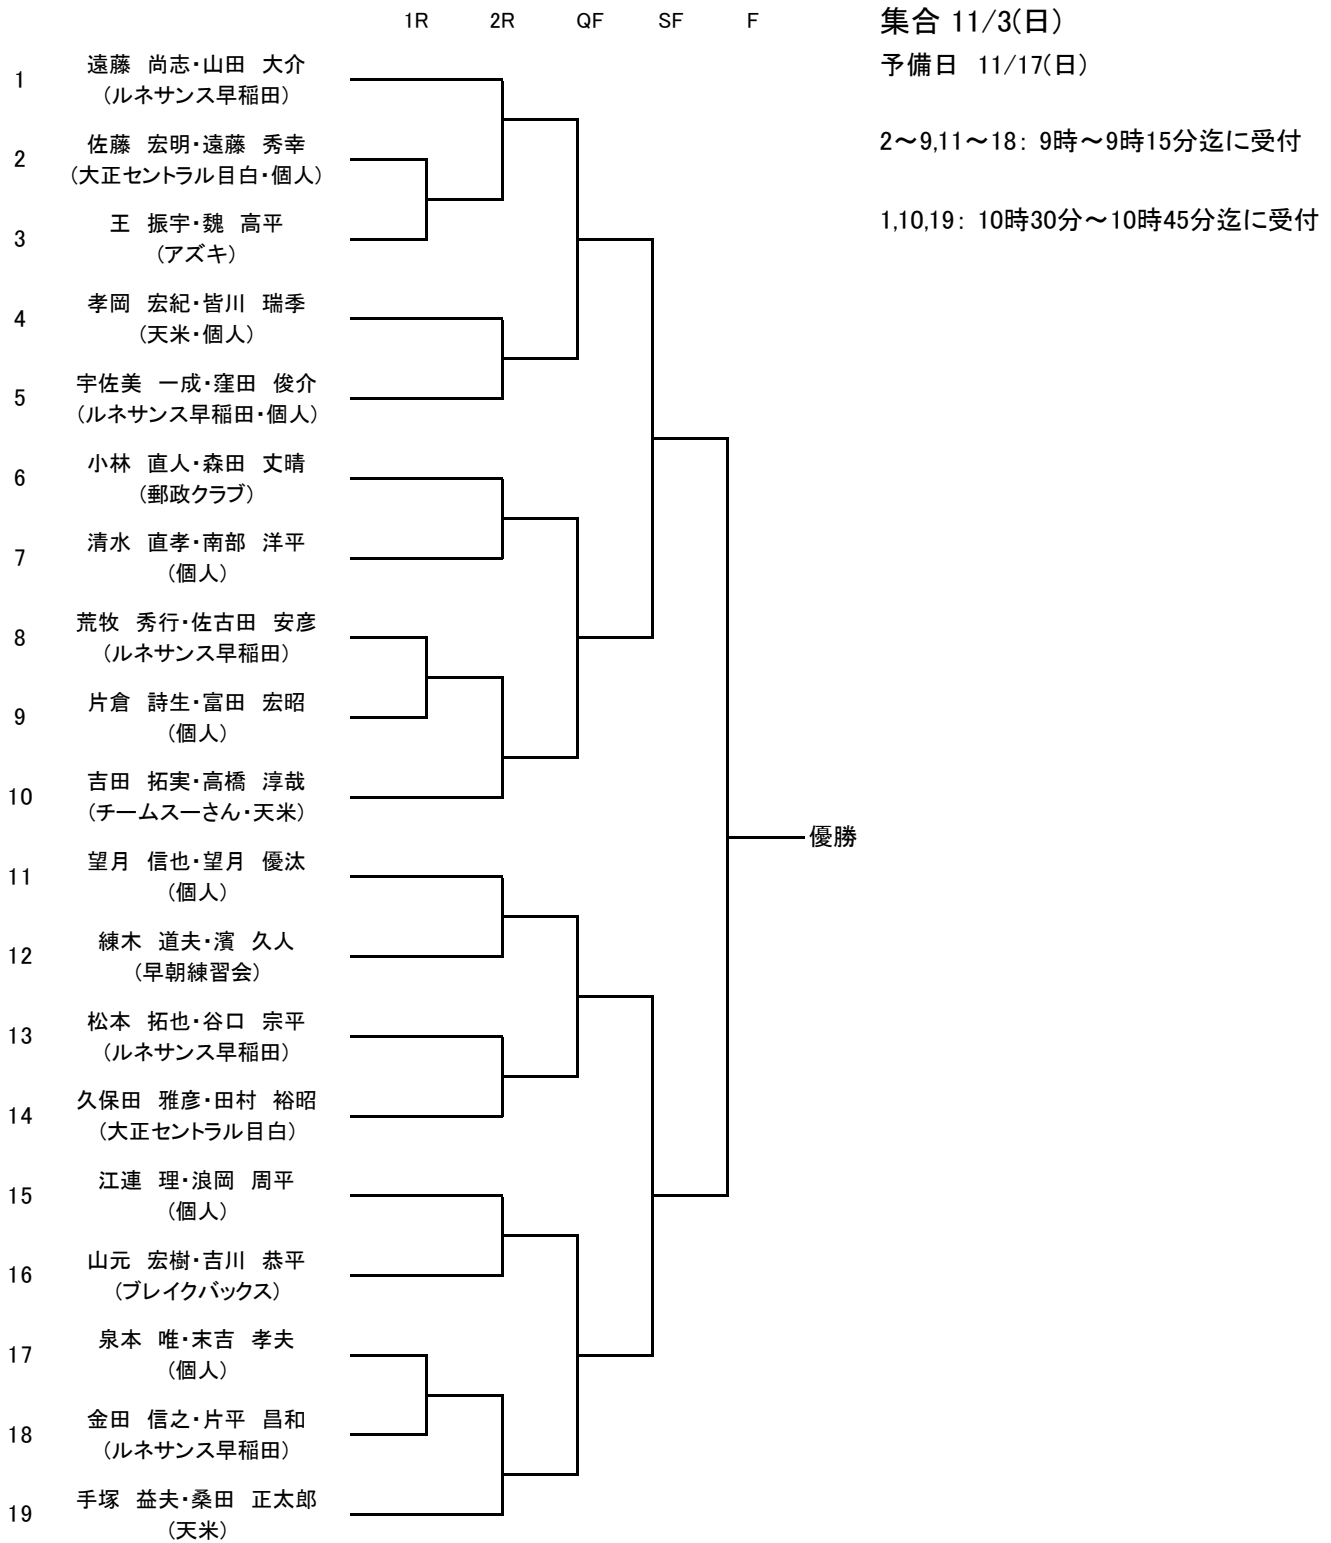 1R 2R QF SF F
集合 11/3(日)
予備日 11/17(日)
2～9,11～18: 9時～9時15分迄に受付
1,10,19: 10時30分～10時45分迄に受付
1 遠藤 尚志・山田 大介
(ルネサンス早稲田)
2 佐藤 宏明・遠藤 秀幸
(大正セントラル目白・個人)
3 王 振宇・魏 高平
(アズキ)
4 孝岡 宏紀・皆川 瑞季
(天米・個人)
5 宇佐美 一成・窪田 俊介
(ルネサンス早稲田・個人)
6 小林 直人・森田 丈晴
(郵政クラブ)
7 清水 直孝・南部 洋平
(個人)
8 荒牧 秀行・佐古田 安彦
(ルネサンス早稲田)
9 片倉 詩生・富田 宏昭
(個人)
10 吉田 拓実・高橋 淳哉
(チームスーさん・天米)
優勝
11 望月 信也・望月 優汰
(個人)
12 練木 道夫・濱 久人
(早朝練習会)
13 松本 拓也・谷口 宗平
(ルネサンス早稲田)
14 久保田 雅彦・田村 裕昭
(大正セントラル目白)
15 江連 理・浪岡 周平
(個人)
16 山元 宏樹・吉川 恭平
(ブレイクバックス)
17 泉本 唯・末吉 孝夫
(個人)
18 金田 信之・片平 昌和
(ルネサンス早稲田)
19 手塚 益夫・桑田 正太郎
(天米)